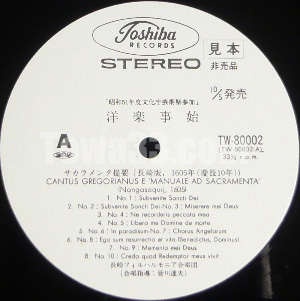 Toshiba
RECORDS
STEREO
見本
非売品
10/5発売
「昭和51年度文化庁芸術祭参加」
洋楽事始
A
TW-80002
(TW-80002-A)
33⅓ r.p.m.
サカラメンタ提要(長崎版, 1605年(慶長10年))
CANTUS GREGORIANUS E "MANUALE AD SACRAMENTA"
(Nangasaqui, 1605)
1. No. 1: Subvenite Sancti Dei
2. No. 2: Subvenite Sancti Dei-No. 3: Miserere mei Deus
3. No. 4: Ne recorderis peccata mea
4. No. 5: Libera me Domine de morte
5. No. 6: In paradisum-No. 7: Chorus Angelorum
6. No. 8: Ego sum resurrectio et vita-(Benedictus, Dominus)
7. No. 9: Memento mei Deus
8. No. 10: Credo quod Redemptor meus vivit
長崎フィルハーモニア合唱団
(合唱指導: 皆川達夫)